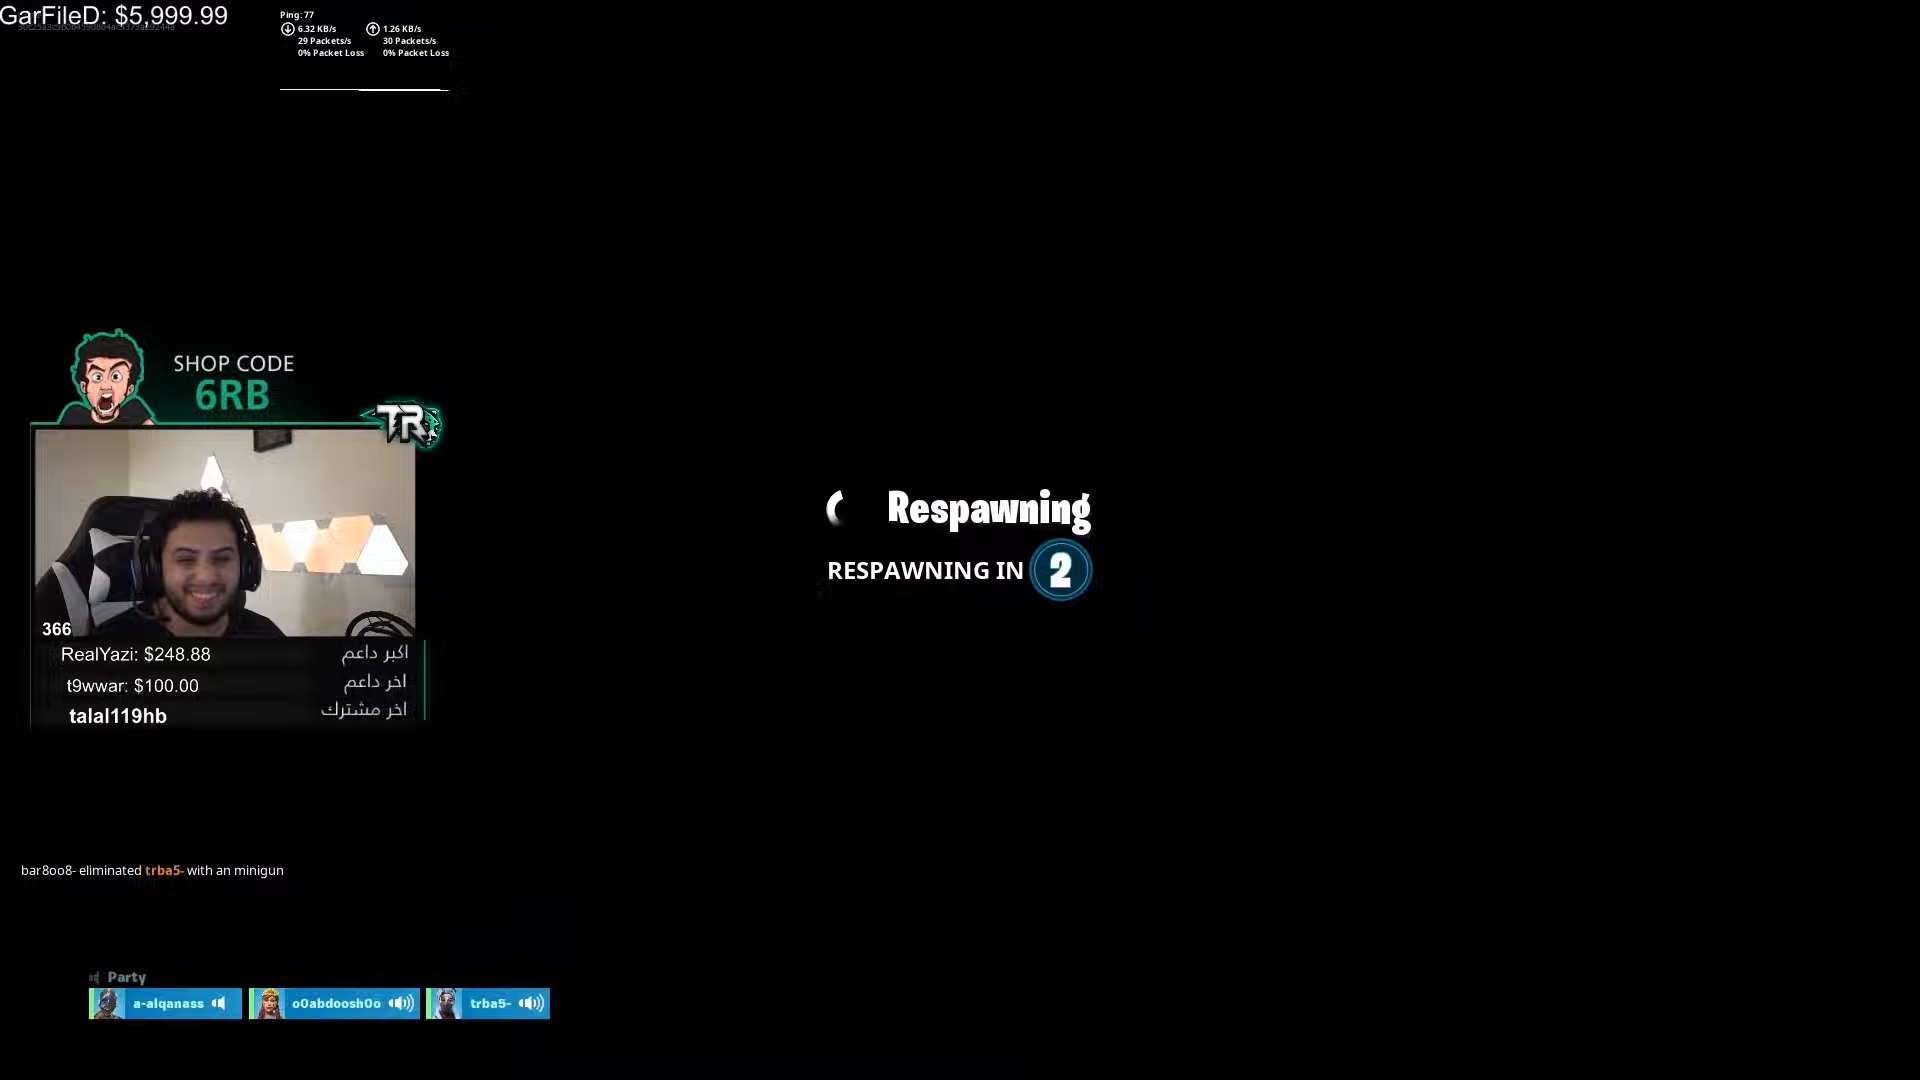 GarFileD: $5,999.99
Ping: 77
6.32 KB/s 1.26 KB/s
29 Packets/s 30 Packets/s
0% Packet Loss 0% Packet Loss
SHOP CODE
6RB
TR
Respawning
RESPAWNING IN 2
366
RealYazi: $248.88 اكبر داعم
t9wwar: $100.00 اخر داعم
talal119hb اخر مشترك
bar8oo8- eliminated trba5- with an minigun
Party
a-alqanass o0abdoosh0o trba5-